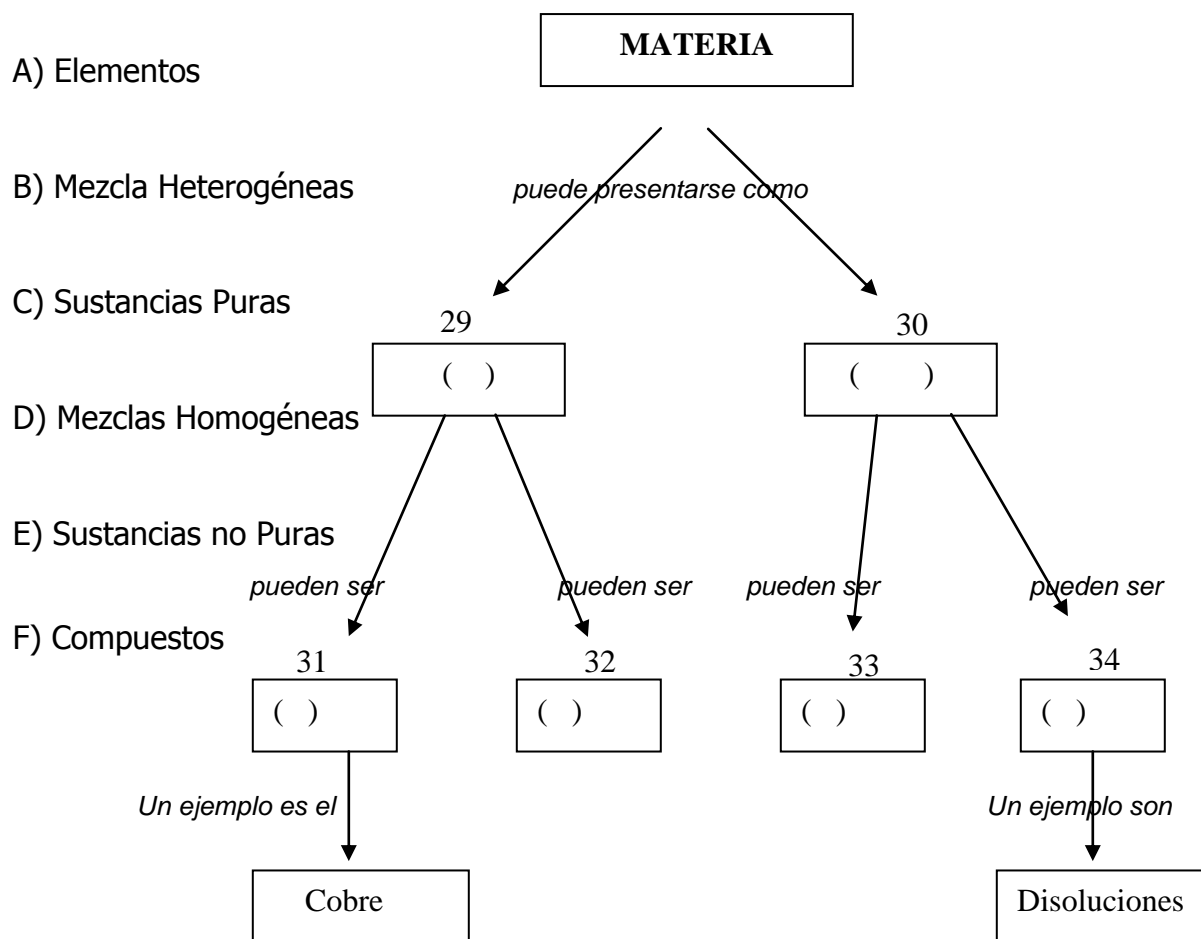 MATERIA
A) Elementos
B) Mezcla Heterogéneas
puede presentarse como
C) Sustancias Puras
29
30
( )
( )
D) Mezclas Homogéneas
E) Sustancias no Puras
pueden ser
pueden ser
pueden ser
pueden ser
F) Compuestos
31
32
33
34
( )
( )
( )
( )
Un ejemplo es el
Un ejemplo son
Cobre
Disoluciones